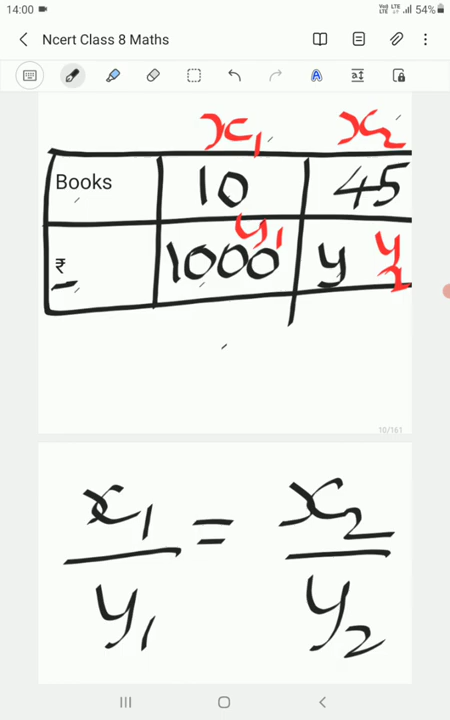 14:00 54%
Ncert Class 8 Maths
x₁ x₂
Books 10 45
₹ 1000 y₁ y y₂
10/161
x₁ = x₂
y₁ y₂